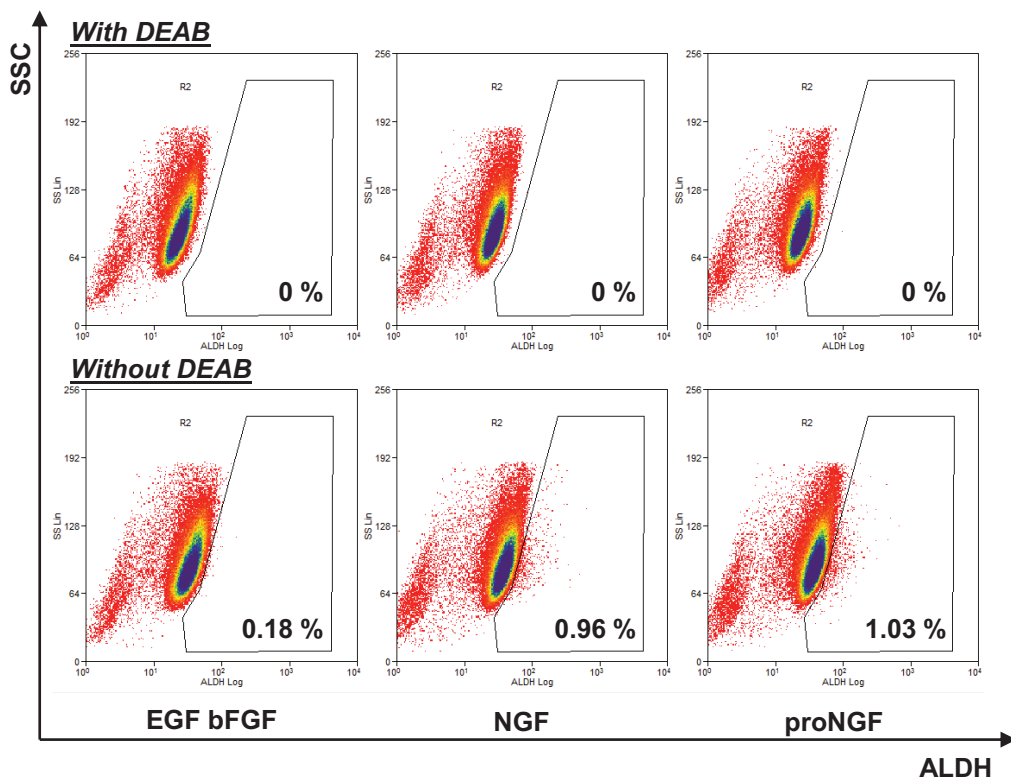 SSC
With DEAB
256
192
128
64
0
SS Lin
R2
0 %
10⁰ 10¹ 10² 10³ 10⁴
ALDH Log
256
192
128
64
0
SS Lin
R2
0 %
10⁰ 10¹ 10² 10³ 10⁴
ALDH Log
256
192
128
64
0
SS Lin
R2
0 %
10⁰ 10¹ 10² 10³ 10⁴
ALDH Log
Without DEAB
256
192
128
64
0
SS Lin
R2
0.18 %
10⁰ 10¹ 10² 10³ 10⁴
ALDH Log
256
192
128
64
0
SS Lin
R2
0.96 %
10⁰ 10¹ 10² 10³ 10⁴
ALDH Log
256
192
128
64
0
SS Lin
R2
1.03 %
10⁰ 10¹ 10² 10³ 10⁴
ALDH Log
EGF bFGF
NGF
proNGF
ALDH